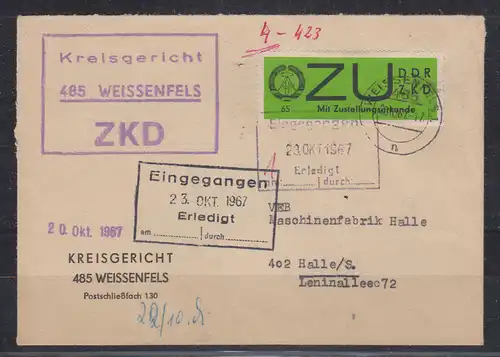 4 - 423
Kreisgericht
485 WEISSENFELS
ZKD
65
ZU
DDR
ZKD
Mit Zustellungsurkunde
WEISSENFELS
n
Eingegangen
23. OKT. 1967
Erledigt
am durch
Eingegangen
23. OKT. 1967
Erledigt
am durch
20. Okt. 1967
KREISGERICHT
485 WEISSENFELS
Postschließfach 130
VEB
Maschinenfabrik Halle
402 Halle/S.
Leninallee 72